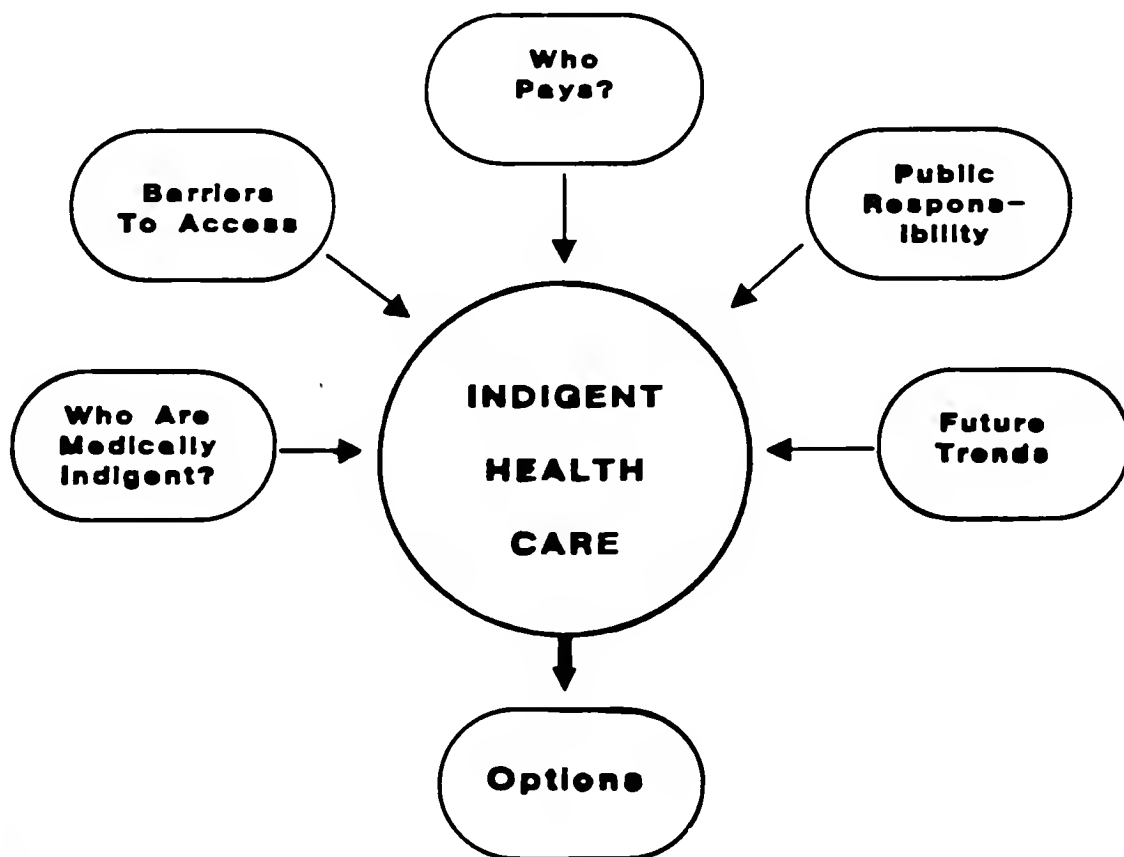 Who
Pays?
Barriers
To Access
Public
Respons-
ibility
Who Are
Medically
Indigent?
INDIGENT
HEALTH
CARE
Future
Trends
Options